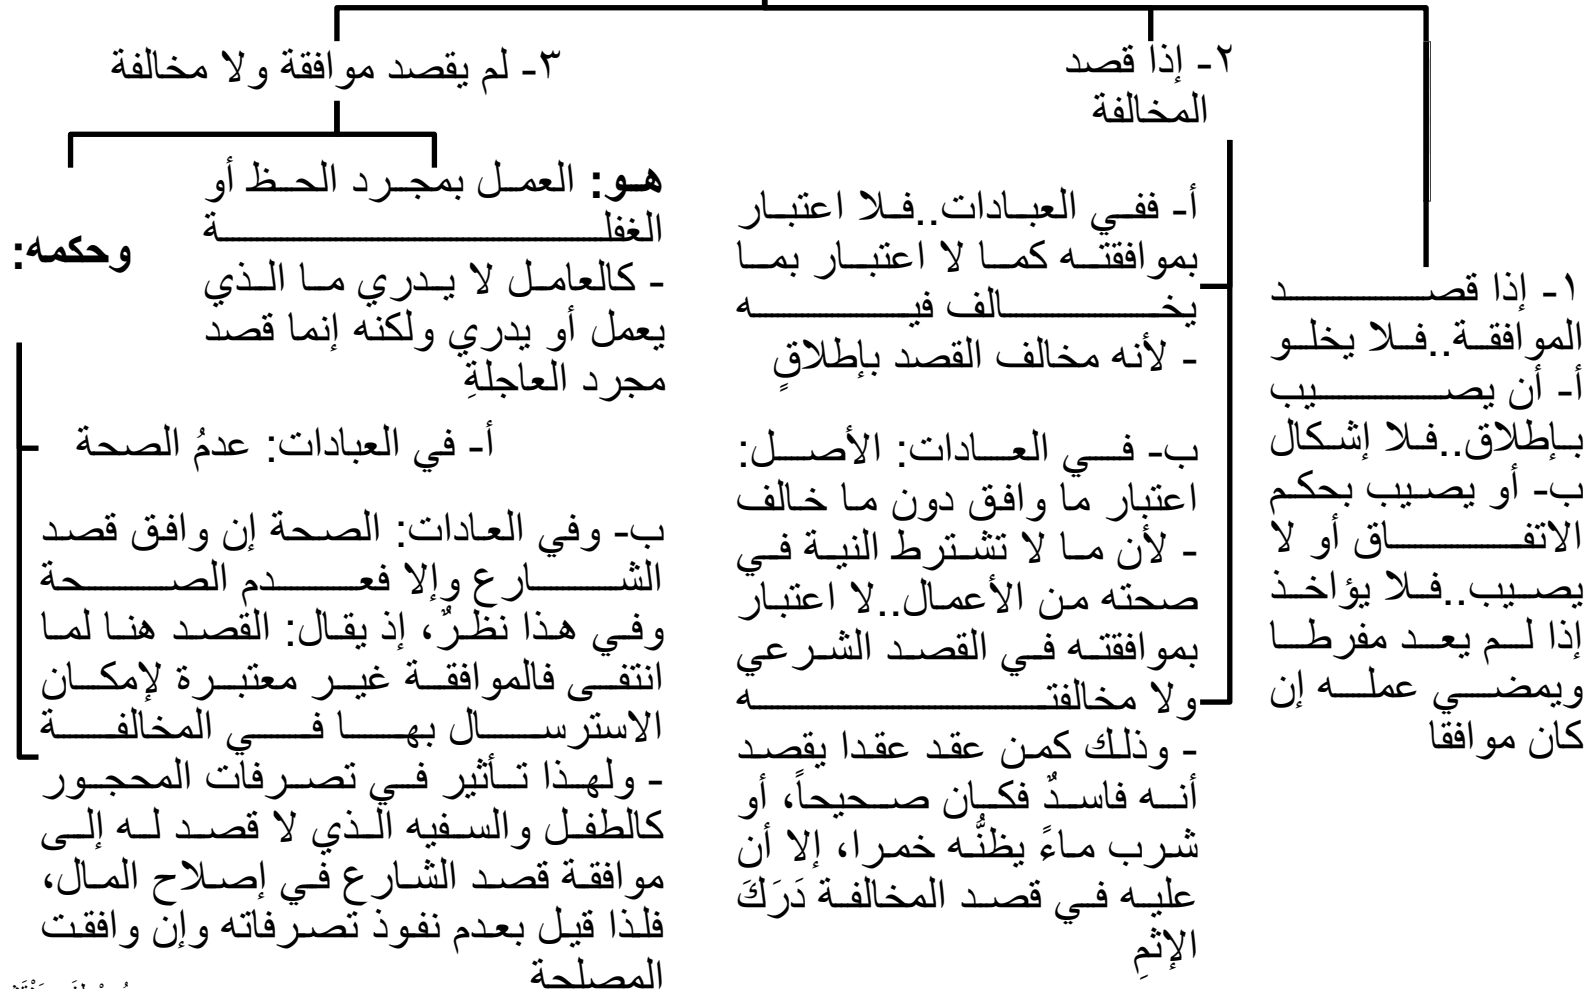 ١- إذا قصد
الموافقة..فلا يخلو
أ- أن يصيب
بإطلاق..فلا إشكال
ب- أو يصيب بحكم
الاتفاق أو لا
يصيب..فلا يؤاخذ
إذا لم يعد مفرطا
ويمضي عمله إن
كان موافقا
٢- إذا قصد
المخالفة
أ- ففي العبادات..فلا اعتبار
بموافقته كما لا اعتبار بما
يخالف فيه
- لأنه مخالف القصد بإطلاقٍ
ب- في العادات: الأصل:
اعتبار ما وافق دون ما خالف
- لأن ما لا تشترط النية في
صحته من الأعمال..لا اعتبار
بموافقته في القصد الشرعي
ولا مخالفته
- وذلك كمن عقد عقدا يقصد
أنه فاسدٌ فكان صحيحاً، أو
شرب ماءً يظنُّه خمرا، إلا أن
عليه في قصد المخالفة دَرَكَ
الإثمِ
٣- لم يقصد موافقة ولا مخالفة
هو: العمل بمجرد الحظ أو
الغفلة
- كالعامل لا يدري ما الذي
يعمل أو يدري ولكنه إنما قصد
مجرد العاجلةِ
وحكمه:
أ- في العبادات: عدمُ الصحة
ب- وفي العادات: الصحة إن وافق قصد
الشارع وإلا فعدم الصحة
وفي هذا نظرٌ، إذ يقال: القصد هنا لما
انتفى فالموافقة غير معتبرة لإمكان
الاسترسال بها في المخالفة
- ولهذا تأثير في تصرفات المحجور
كالطفل والسفيه الذي لا قصد له إلى
موافقة قصد الشارع في إصلاح المال،
فلذا قيل بعدم نفوذ تصرفاته وإن وافقت
المصلحة